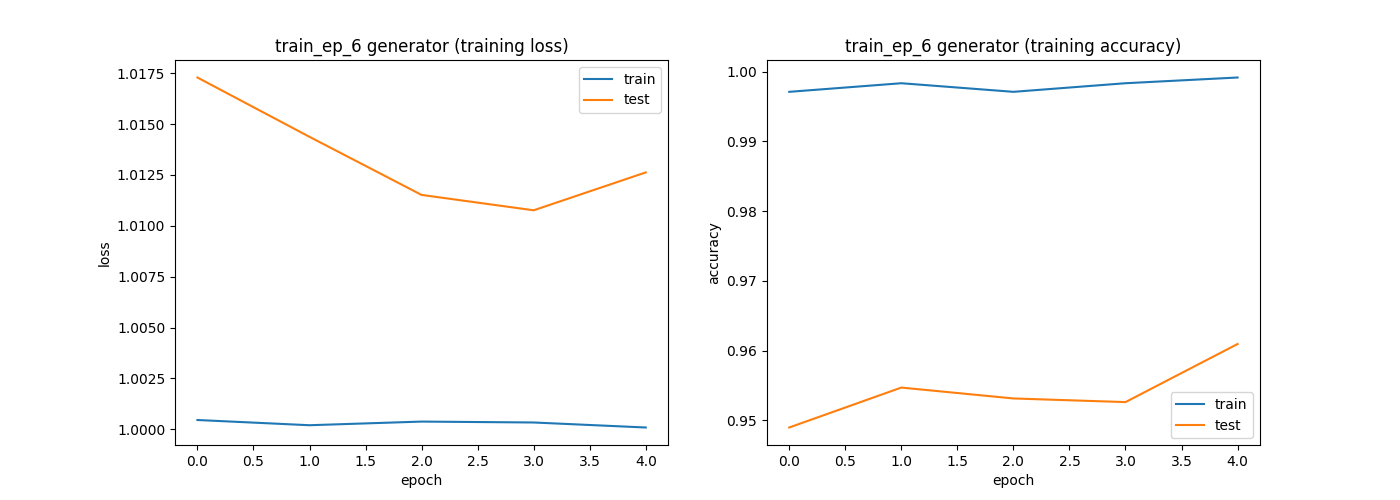 train_ep_6 generator (training loss)
1.0175
1.0150
1.0125
1.0100
1.0075
1.0050
1.0025
1.0000
loss
0.0 0.5 1.0 1.5 2.0 2.5 3.0 3.5 4.0
epoch
train
test
train_ep_6 generator (training accuracy)
1.00
0.99
0.98
0.97
0.96
0.95
accuracy
0.0 0.5 1.0 1.5 2.0 2.5 3.0 3.5 4.0
epoch
train
test